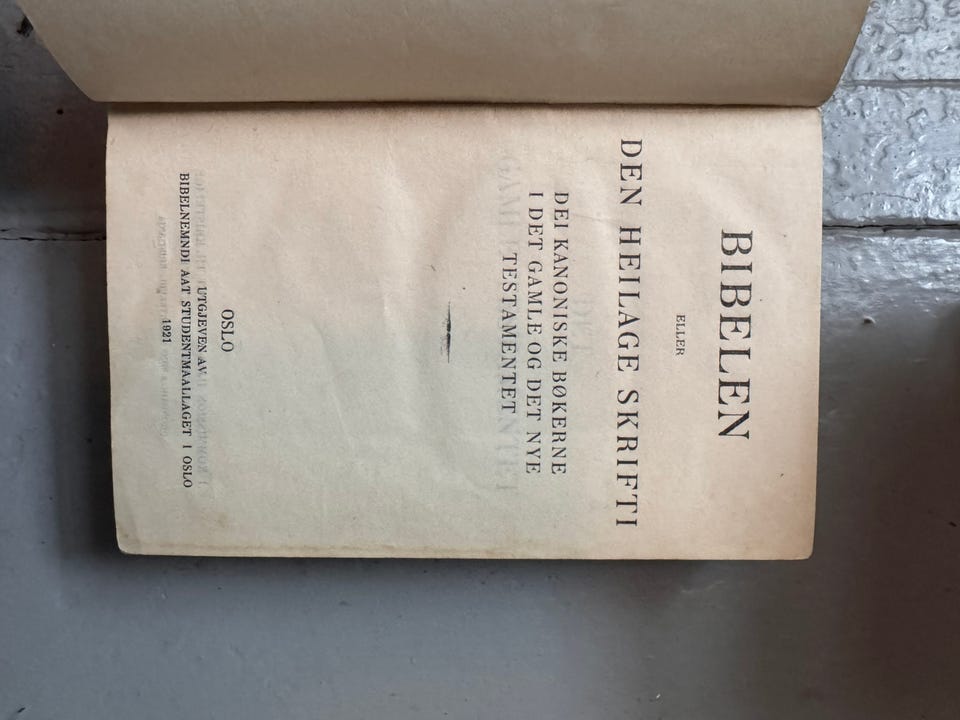 BIBELEN
ELLER
DEN HEILAGE SKRIFTI
DEI KANONISKE BØKERNE
I DET GAMLE OG DET NYE
TESTAMENTET
OSLO
UTGJEVEN AV
BIBELNEMNDI AAT STUDENTMAALLAGET I OSLO
1921